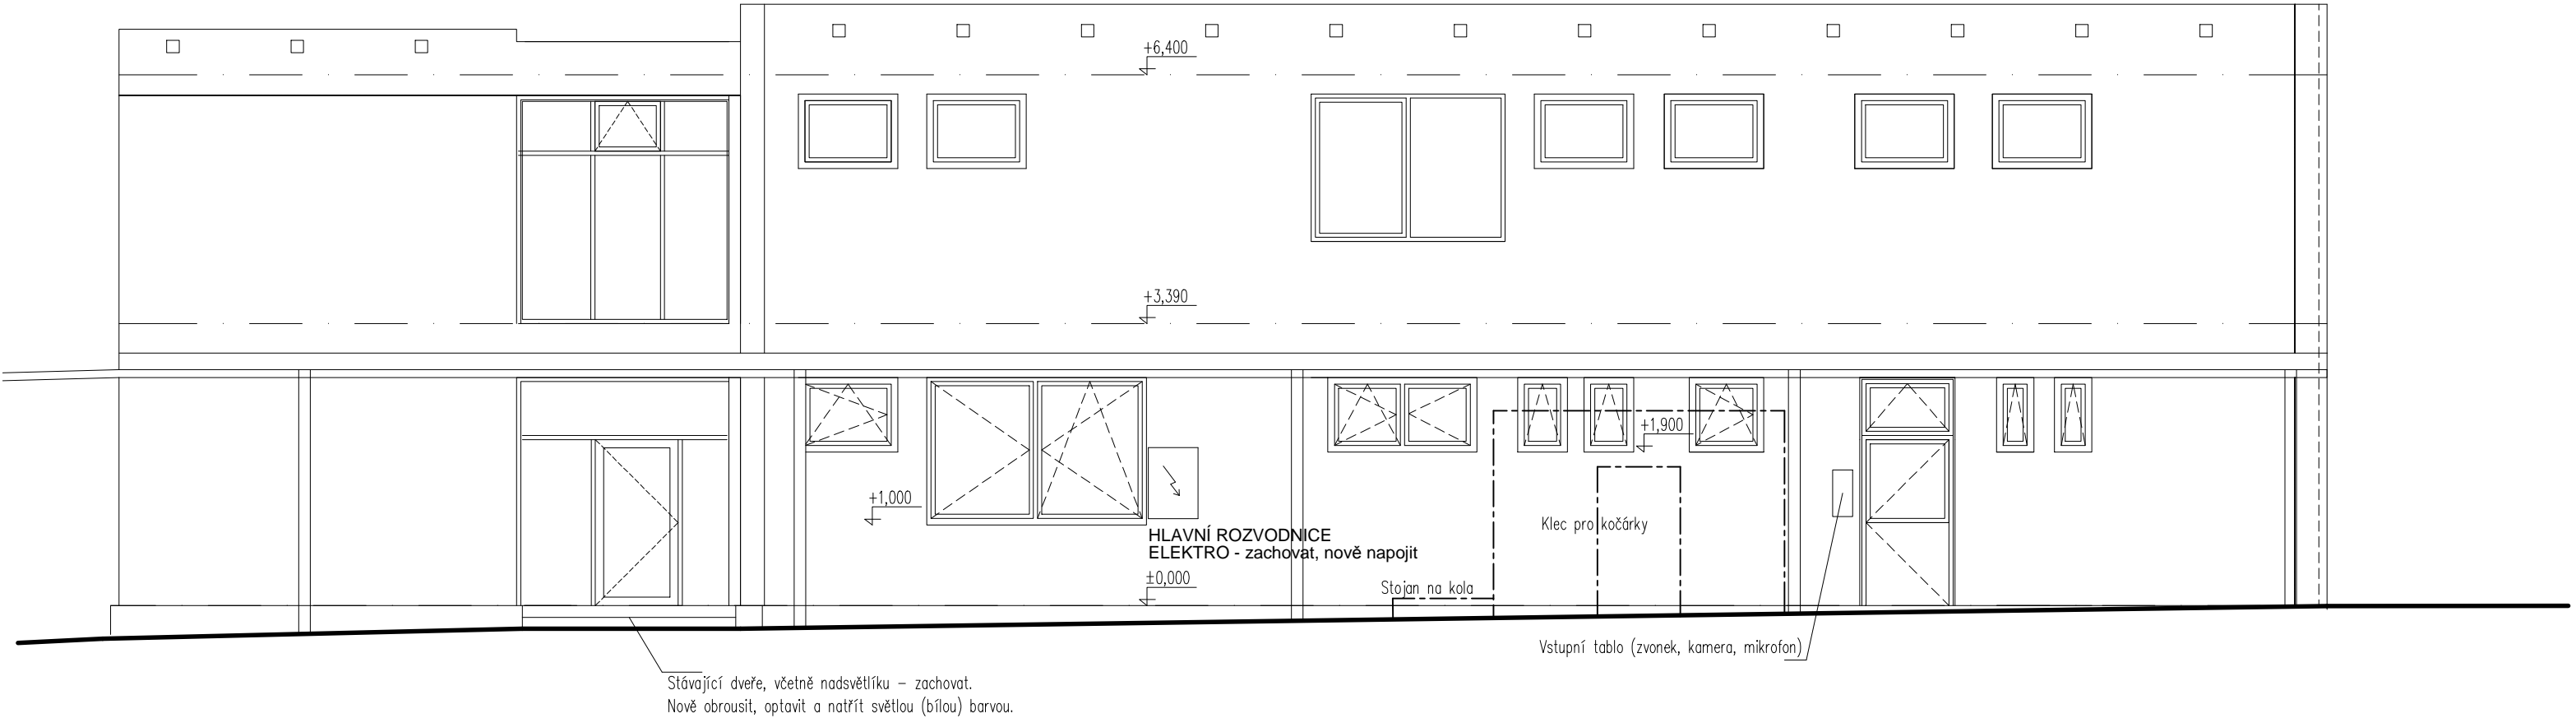 +6,400
+3,390
+1,900
+1,000
Klec pro kočárky
HLAVNÍ ROZVODNICE
ELEKTRO - zachovat, nově napojit
±0,000
Stojan na kola
Vstupní tablo (zvonek, kamera, mikrofon)
Stávající dveře, včetně nadsvětlíku – zachovat.
Nově obrousit, optavit a natřít světlou (bílou) barvou.